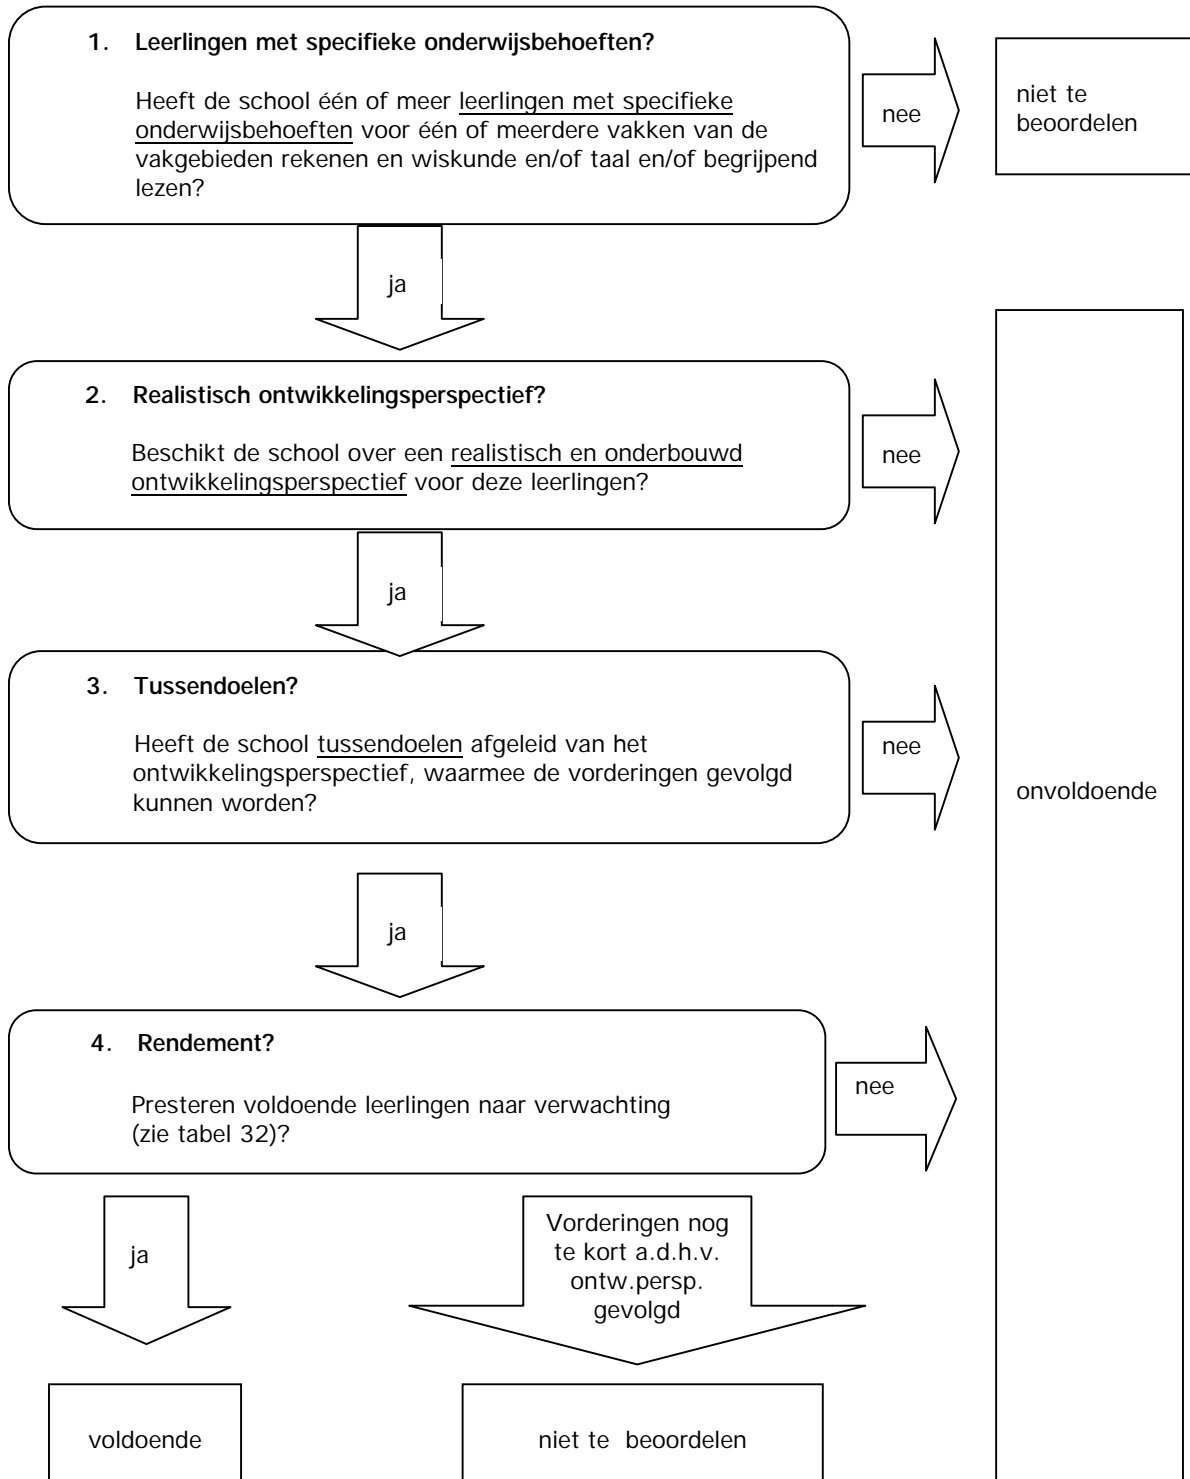 1. Leerlingen met specifieke onderwijsbehoeften?
Heeft de school één of meer leerlingen met specifieke
onderwijsbehoeften voor één of meerdere vakken van de
vakgebieden rekenen en wiskunde en/of taal en/of begrijpend
lezen?
nee
niet te
beoordelen
ja
2. Realistisch ontwikkelingsperspectief?
Beschikt de school over een realistisch en onderbouwd
ontwikkelingsperspectief voor deze leerlingen?
nee
ja
3. Tussendoelen?
Heeft de school tussendoelen afgeleid van het
ontwikkelingsperspectief, waarmee de vorderingen gevolgd
kunnen worden?
nee
onvoldoende
ja
4. Rendement?
Presteren voldoende leerlingen naar verwachting
(zie tabel 32)?
nee
ja
Vorderingen nog
te kort a.d.h.v.
ontw.persp.
gevolgd
voldoende
niet te beoordelen